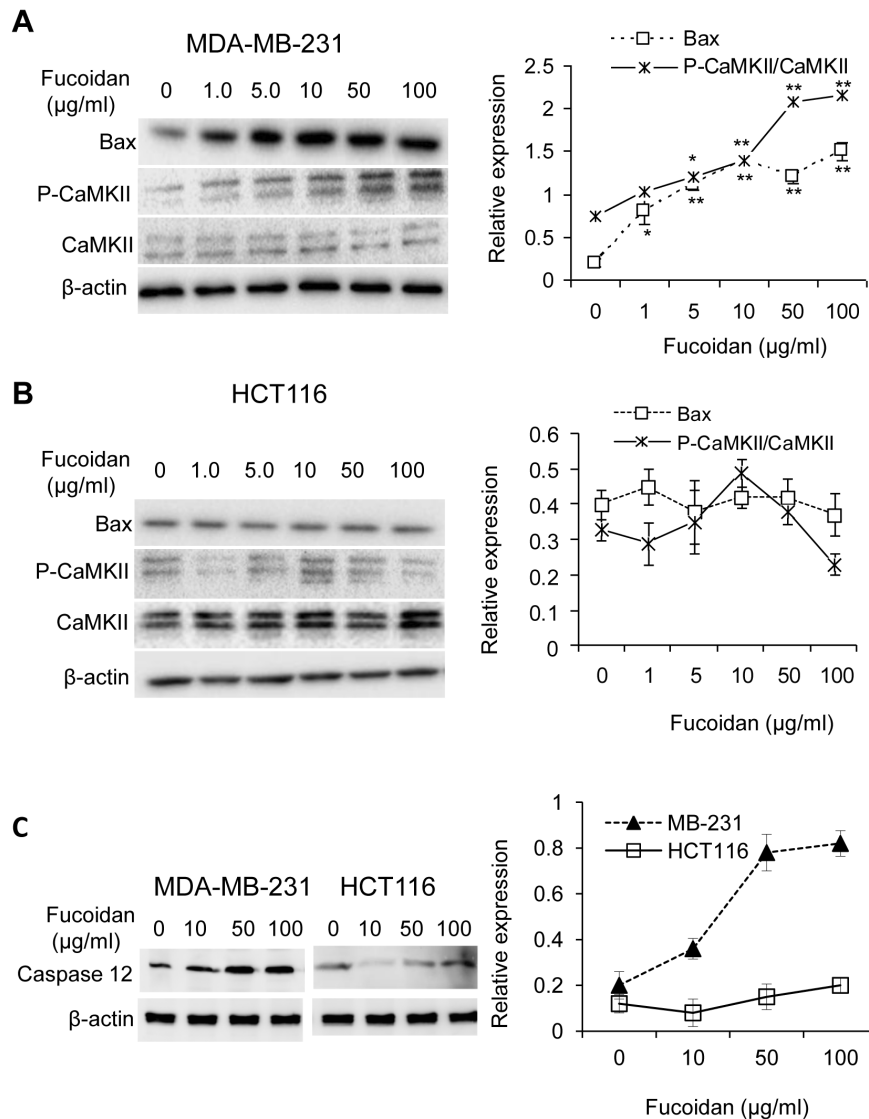 A
MDA-MB-231
Fucoidan
(µg/ml)
0 1.0 5.0 10 50 100
Bax
P-CaMKII
CaMKII
β-actin
Bax
P-CaMKII/CaMKII
Relative expression
2.5
2
1.5
1
0.5
0
* ** ** **
* ** ** ** **
0 1 5 10 50 100
Fucoidan (µg/ml)
B
HCT116
Fucoidan
(µg/ml)
0 1.0 5.0 10 50 100
Bax
P-CaMKII
CaMKII
β-actin
Bax
P-CaMKII/CaMKII
Relative expression
0.6
0.5
0.4
0.3
0.2
0.1
0
0 1 5 10 50 100
Fucoidan (µg/ml)
C
MDA-MB-231 HCT116
Fucoidan
(µg/ml)
0 10 50 100 0 10 50 100
Caspase 12
β-actin
MB-231
HCT116
Relative expression
1
0.8
0.6
0.4
0.2
0
0 10 50 100
Fucoidan (µg/ml)